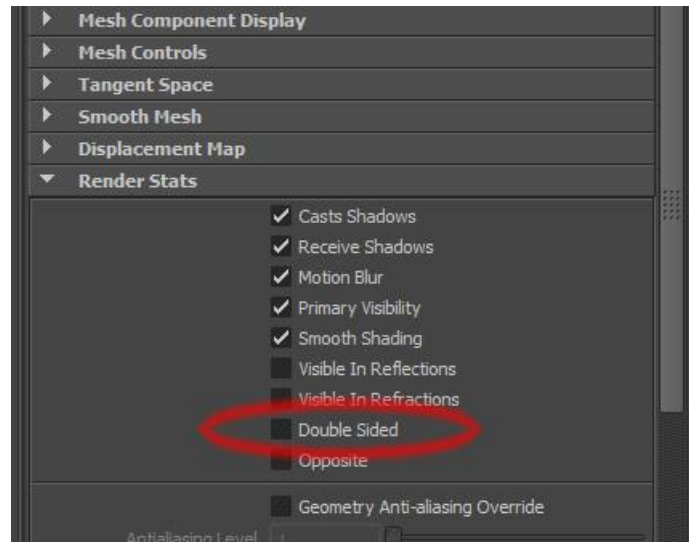 Mesh Component Display
Mesh Controls
Tangent Space
Smooth Mesh
Displacement Map
Render Stats
Casts Shadows
Receive Shadows
Motion Blur
Primary Visibility
Smooth Shading
Visible In Reflections
Visible In Refractions
Double Sided
Opposite
Geometry Anti-aliasing Override
Antialiasing Level